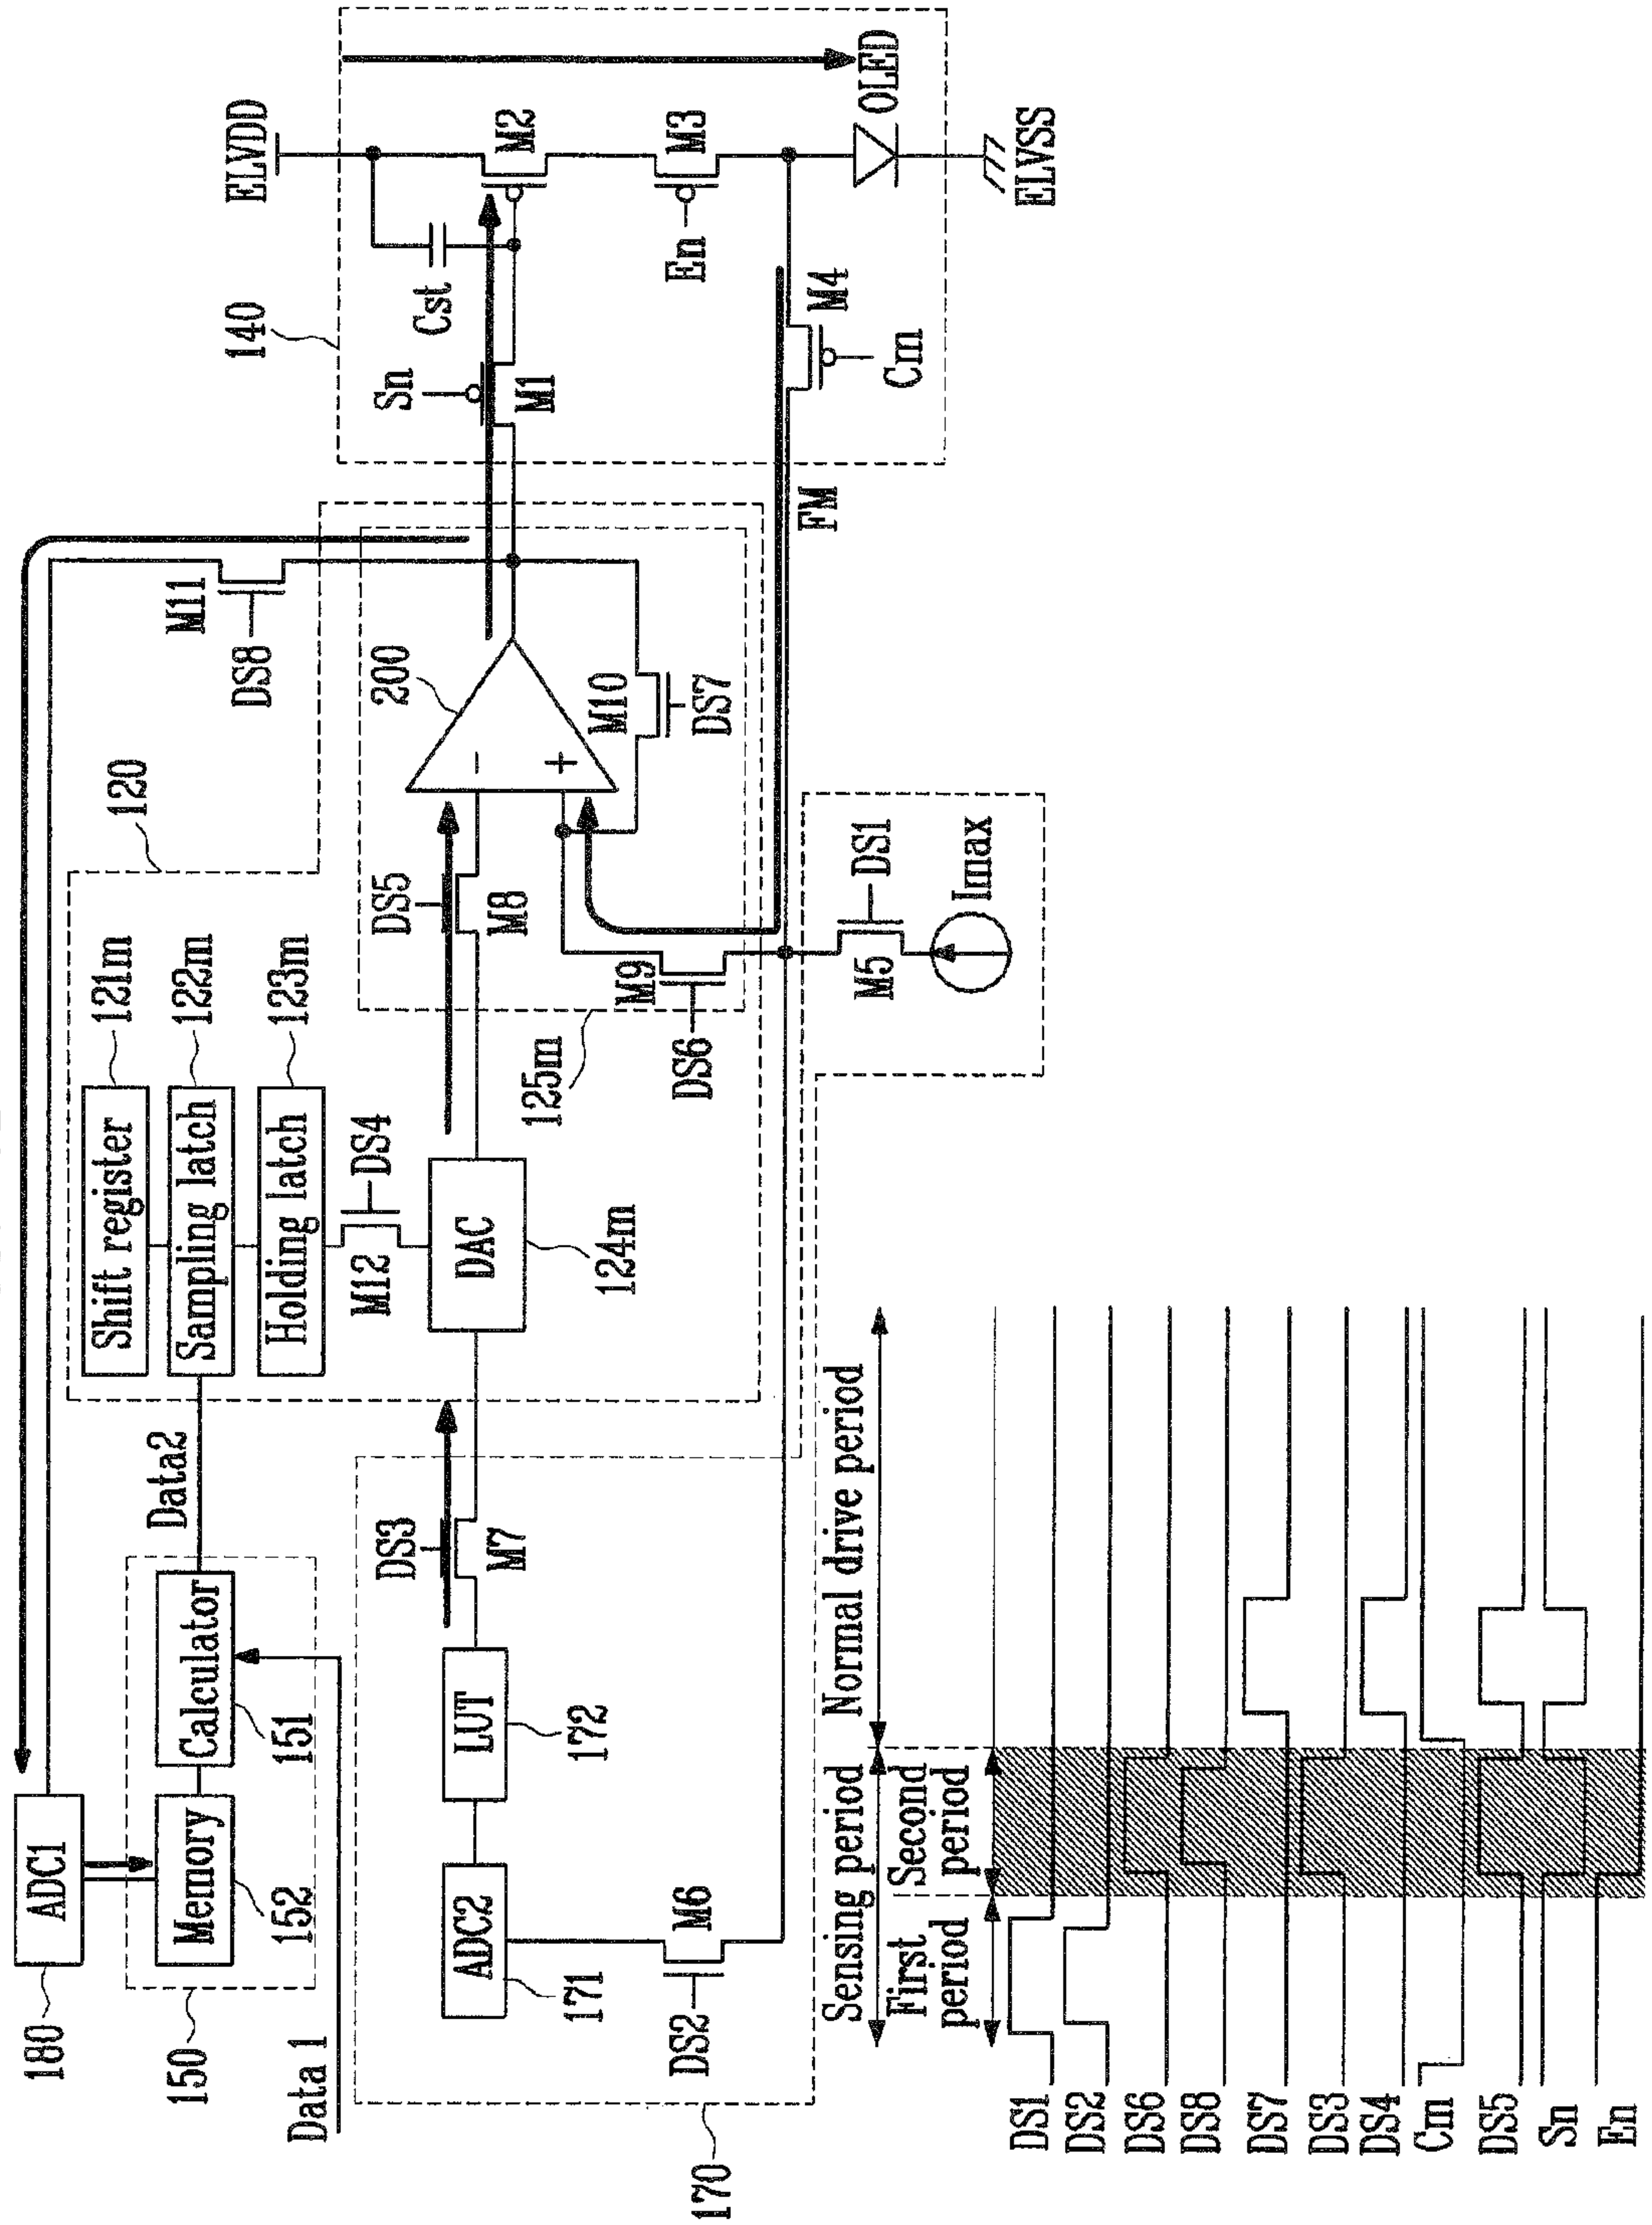 180
ADC1
150
Memory
152
Calculator
151
Data 1
Data2
120
Shift register
121m
Sampling latch
122m
Holding latch
123m
M12
DS4
DAC
124m
M11
DS8
170
ADC2
171
LUT
172
DS3
M7
DS2
M6
DS5
M8
125m
200
-
+
M9
DS6
M10
DS7
M5
DS1
Imax
FM
140
ELVDD
Sn
M1
Cst
M2
En
M3
M4
Cm
OLED
ELVSS
Sensing period
Normal drive period
First
period
Second
period
DS1
DS2
DS6
DS8
DS7
DS3
DS4
Cm
DS5
Sn
En